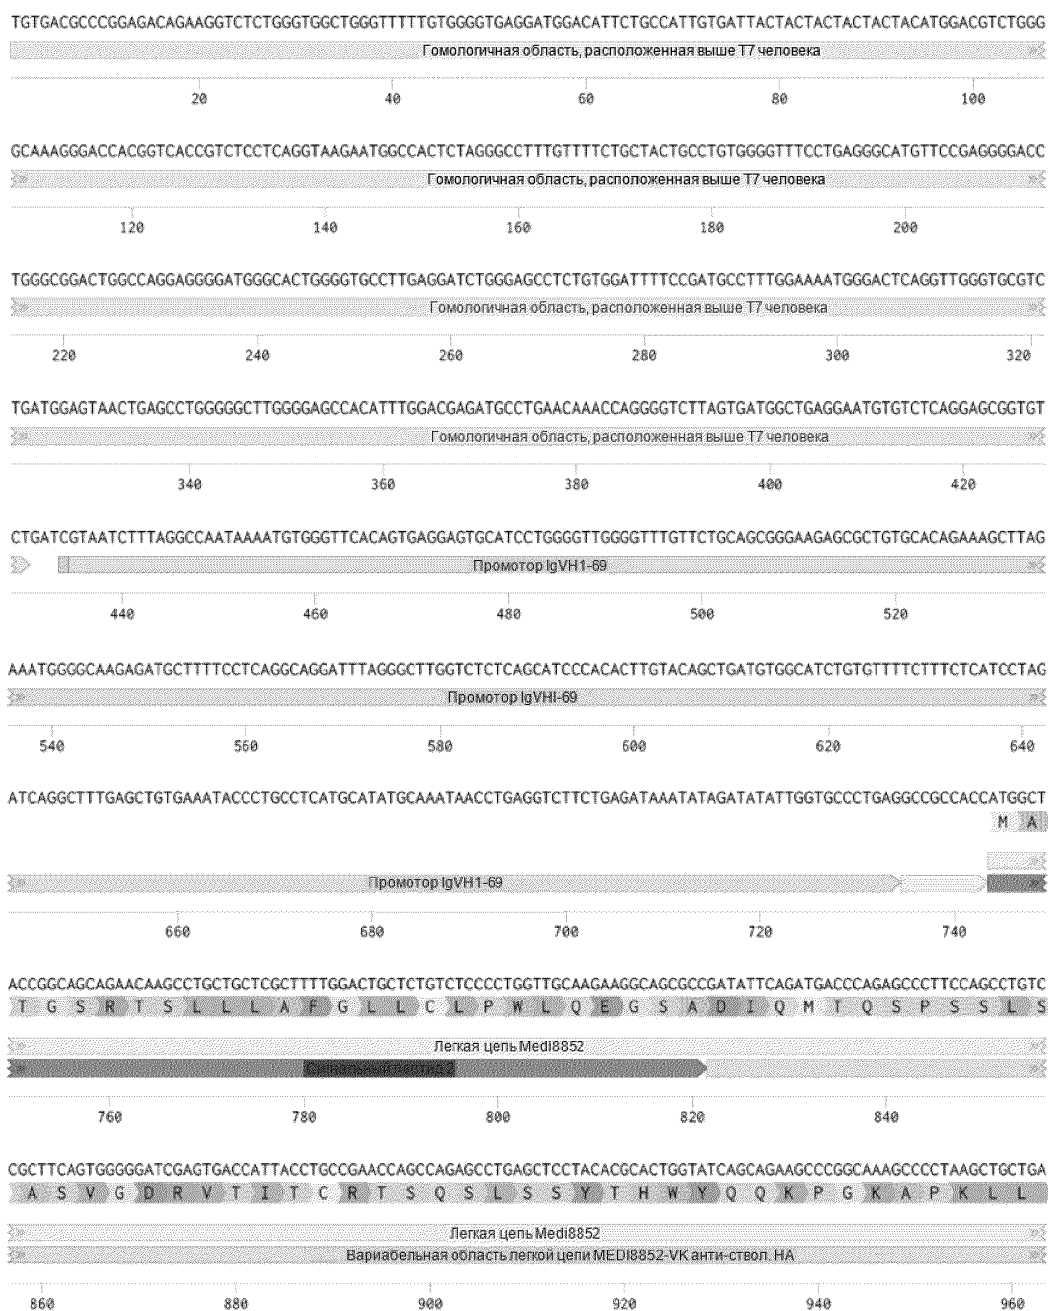 TGTGACGCCCGGAGACAGAAGGTCTCTGGGTGGCTGGGTTTTTGTGGGGTGAGGATGGACATTCTGCCATTGTGATTACTACTACTACTACTACATGGACGTCTGGG
Гомологичная область, расположенная выше Т7 человека
20 40 60 80 100
GCAAAGGGACCACGGTCACCGTCTCCTCAGGTAAGAATGGCCACTCTAGGGCCTTTGTTTTCTGCTACTGCCTGTGGGGTTTCCTGAGGGCATGTTCCGAGGGGACC
Гомологичная область, расположенная выше Т7 человека
120 140 160 180 200
TGGGCGGACTGGCCAGGAGGGGATGGGCACTGGGGTGCCTTGAGGATCTGGGAGCCTCTGTGGATTTTCCGATGCCTTTGGAAAATGGGACTCAGGTTGGGTGCGTC
Гомологичная область, расположенная выше Т7 человека
220 240 260 280 300 320
TGATGGAGTAACTGAGCCTGGGGGCTTGGGGAGCCACATTTGGACGAGATGCCTGAACAAACCAGGGGTCTTAGTGATGGCTGAGGAATGTGTCTCAGGAGCGGTGT
Гомологичная область, расположенная выше Т7 человека
340 360 380 400 420
CTGATCGTAATCTTTAGGCCAATAAAATGTGGGTTCACAGTGAGGAGTGCATCCTGGGGTTGGGGTTTGTTCTGCAGCGGGAAGAGCGCTGTGCACAGAAAGCTTAG
Промотор IgVH1-69
440 460 480 500 520
AAATGGGGCAAGAGATGCTTTTCCTCAGGCAGGATTTAGGGCTTGGTCTCTCAGCATCCCACACTTGTACAGCTGATGTGGCATCTGTGTTTTCTTTCTCATCCTAG
Промотор IgVHI-69
540 560 580 600 620 640
ATCAGGCTTTGAGCTGTGAAATACCCTGCCTCATGCATATGCAAATAACCTGAGGTCTTCTGAGATAAATATAGATATATTGGTGCCCTGAGGCCGCCACCATGGCT
M A
Промотор IgVH1-69
660 680 700 720 740
ACCGGCAGCAGAACAAGCCTGCTGCTCGCTTTTGGACTGCTCTGTCTCCCCTGGTTGCAAGAAGGCAGCGCCGATATTCAGATGACCCAGAGCCCTTCCAGCCTGTC
T G S R T S L L L A F G L L C L P W L Q E G S A D I Q M T Q S P S S L S
Легкая цепь MedI8852
Сигнальный пептид 2
760 780 800 820 840
CGCTTCAGTGGGGGATCGAGTGACCATTACCTGCCGAACCAGCCAGAGCCTGAGCTCCTACACGCACTGGTATCAGCAGAAGCCCGGCAAAGCCCCTAAGCTGCTGA
A S V G D R V T I T C R T S Q S L S S Y T H W Y Q Q K P G K A P K L L
Легкая цепь Medi8852
Вариабельная область легкой цепи MEDI8852-VK анти-ствол. HA
860 880 900 920 940 960